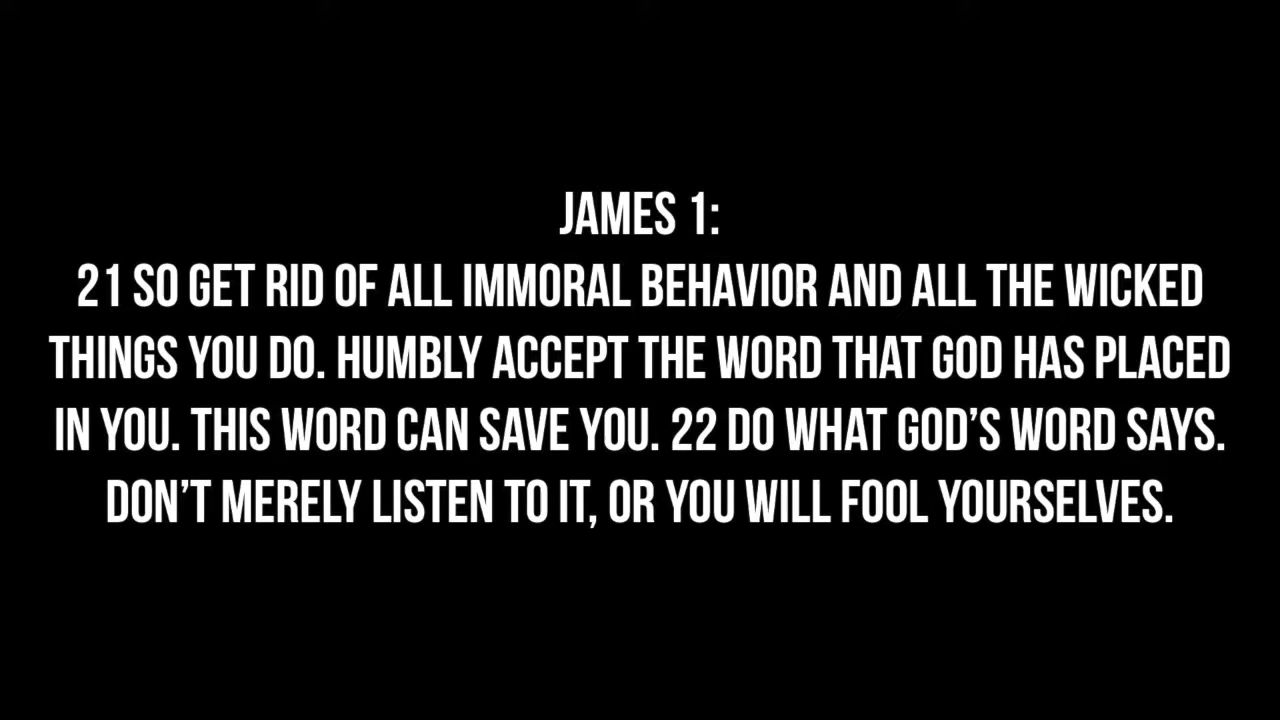 JAMES 1:
21 SO GET RID OF ALL IMMORAL BEHAVIOR AND ALL THE WICKED
THINGS YOU DO. HUMBLY ACCEPT THE WORD THAT GOD HAS PLACED
IN YOU. THIS WORD CAN SAVE YOU. 22 DO WHAT GOD’S WORD SAYS.
DON’T MERELY LISTEN TO IT, OR YOU WILL FOOL YOURSELVES.